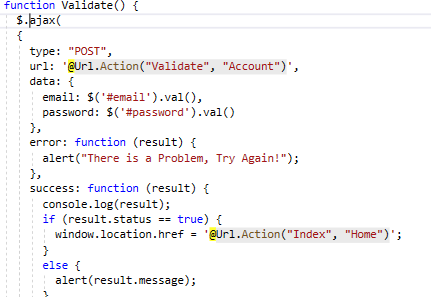 function Validate() {
$.ajax(
{
type: "POST",
url: '@Url.Action("Validate", "Account")',
data: {
email: $('#email').val(),
password: $('#password').val()
},
error: function (result) {
alert("There is a Problem, Try Again!");
},
success: function (result) {
console.log(result);
if (result.status == true) {
window.location.href = '@Url.Action("Index", "Home")';
}
else {
alert(result.message);
}